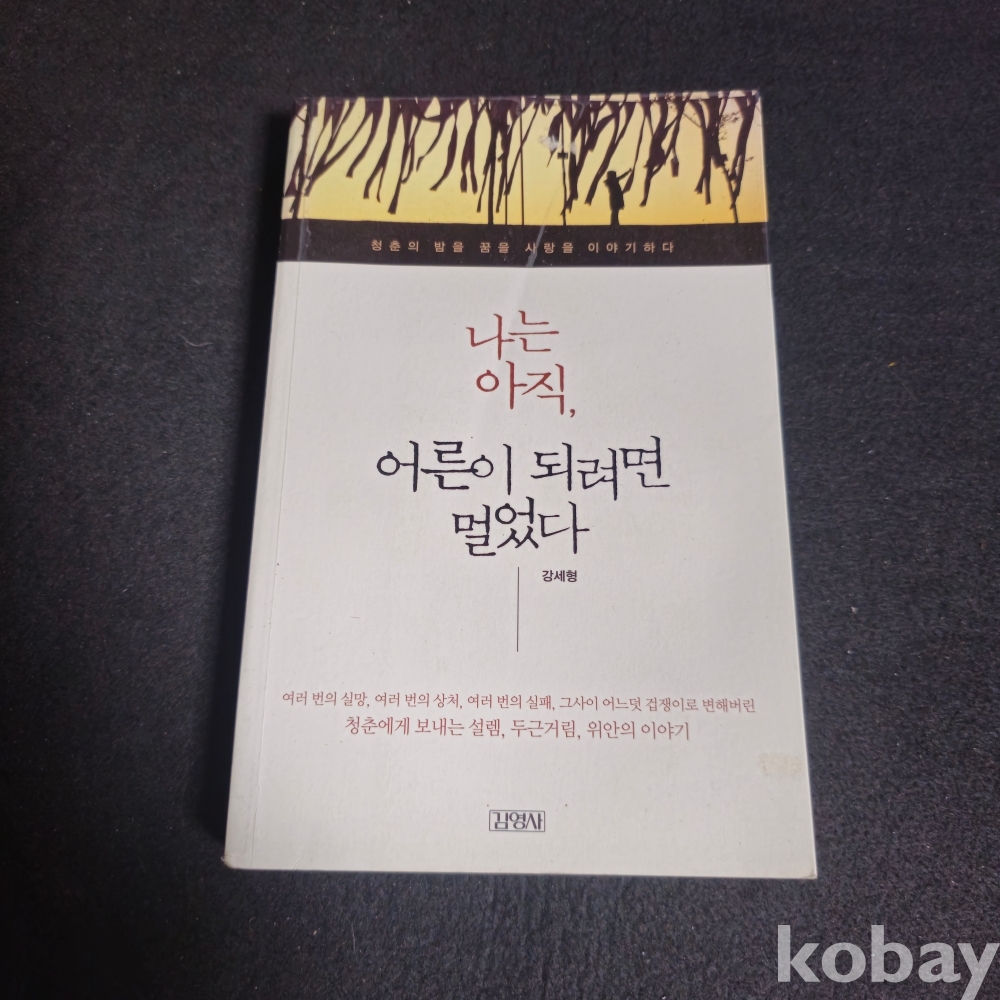 청춘의 밤을 꿈을 사랑을 이야기하다
나는
아직,
어른이 되려면
멀었다
강세형
여러 번의 실망, 여러 번의 상처, 여러 번의 실패, 그사이 어느덧 겁쟁이로 변해버린
청춘에게 보내는 설렘, 두근거림, 위안의 이야기
김영사
kobay